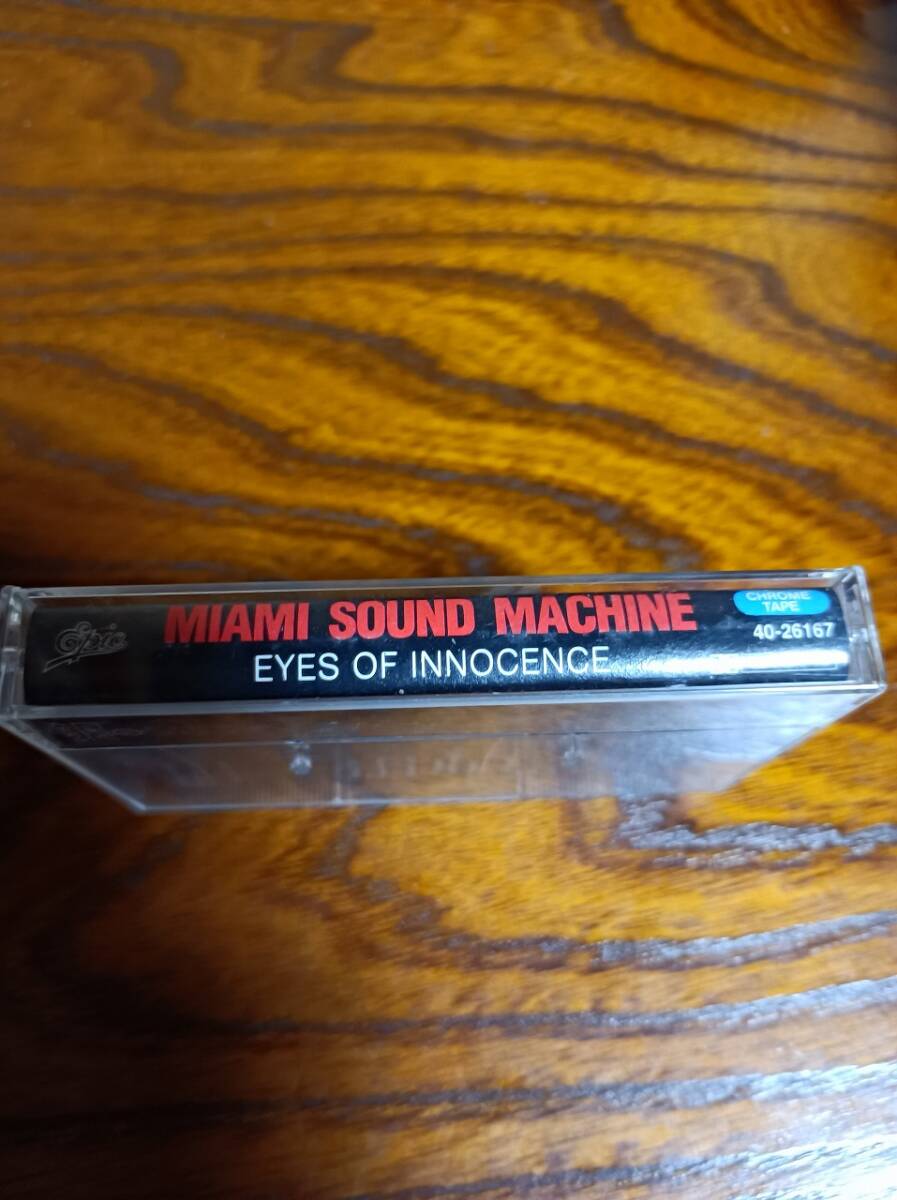 Epic
MIAMI SOUND MACHINE
EYES OF INNOCENCE
CHROME
TAPE
40-26167